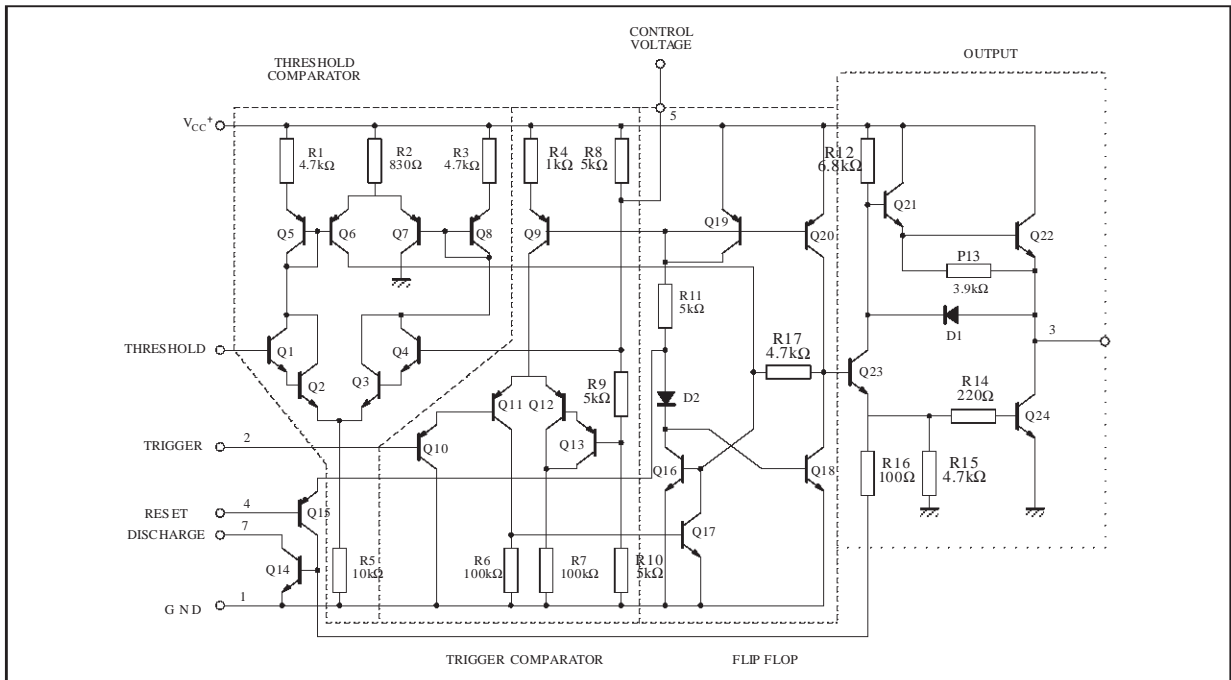 CONTROL
VOLTAGE
OUTPUT
THRESHOLD
COMPARATOR
5
VCC+
R1
4.7kΩ
R2
830Ω
R3
4.7kΩ
R4
1kΩ
R8
5kΩ
R12
6.8kΩ
Q5
Q6
Q7
Q8
Q9
Q19
Q20
Q21
Q22
P13
3.9kΩ
R11
5kΩ
D1
3
THRESHOLD
Q1
Q2
Q3
Q4
R17
4.7kΩ
Q23
R9
5kΩ
D2
R14
220Ω
Q11
Q12
Q13
Q24
TRIGGER
2
Q10
Q16
Q18
R16
100Ω
R15
4.7kΩ
RESET
4
Q15
DISCHARGE
7
Q17
Q14
R5
10kΩ
R6
100kΩ
R7
100kΩ
R10
5kΩ
GND
1
TRIGGER COMPARATOR
FLIP FLOP